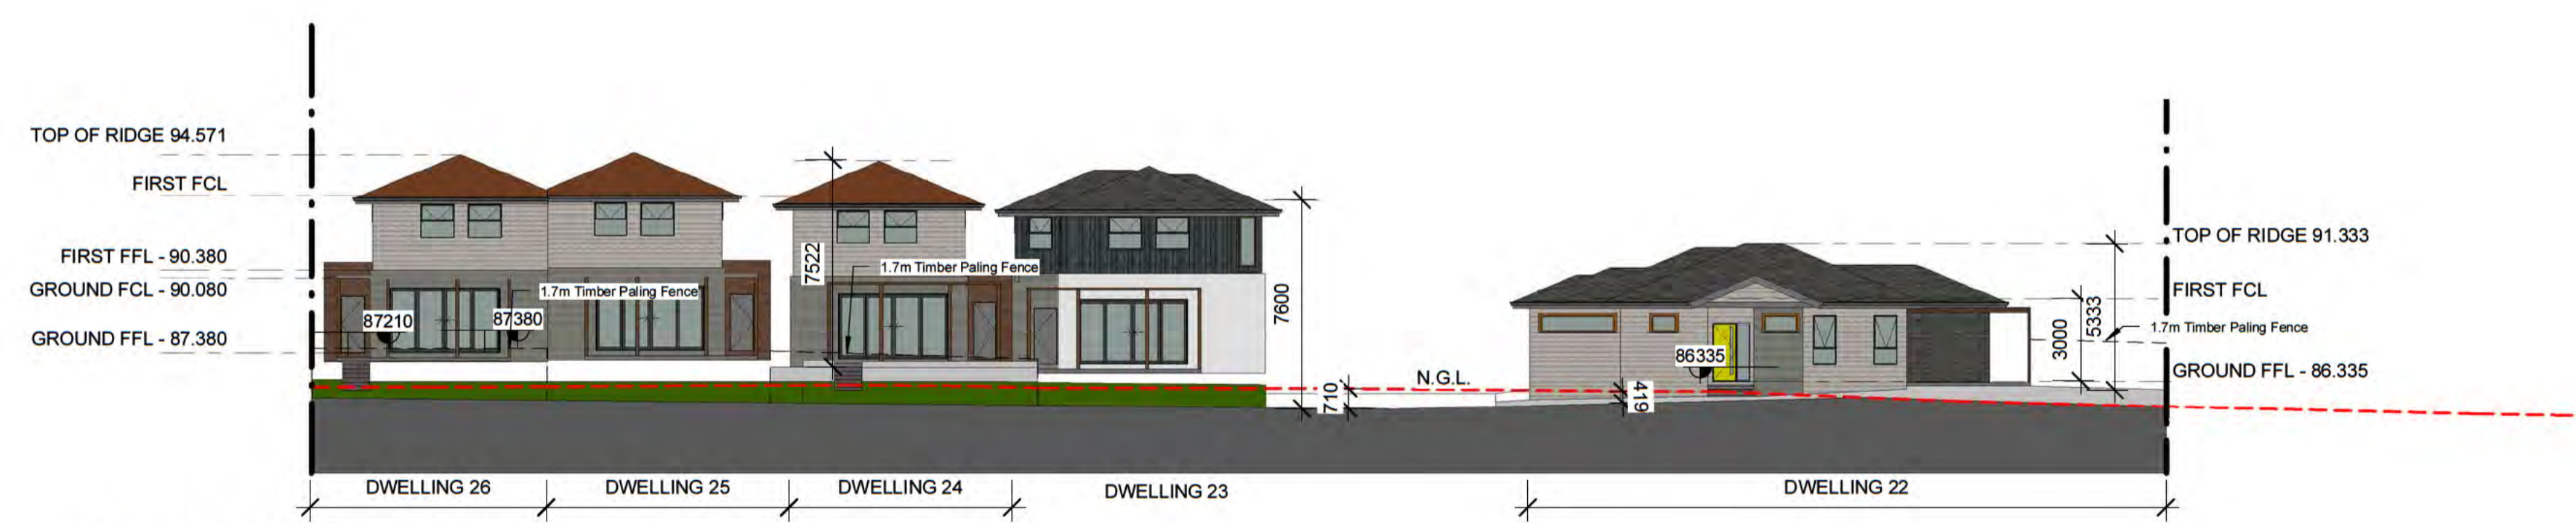 TOP OF RIDGE 94.571
FIRST FCL
FIRST FFL - 90.380
GROUND FCL - 90.080
GROUND FFL - 87.380
87210
87380
1.7m Timber Paling Fence
7522
1.7m Timber Paling Fence
7600
710
N.G.L.
419
86335
3000
5333
TOP OF RIDGE 91.333
FIRST FCL
1.7m Timber Paling Fence
GROUND FFL - 86.335
DWELLING 26
DWELLING 25
DWELLING 24
DWELLING 23
DWELLING 22